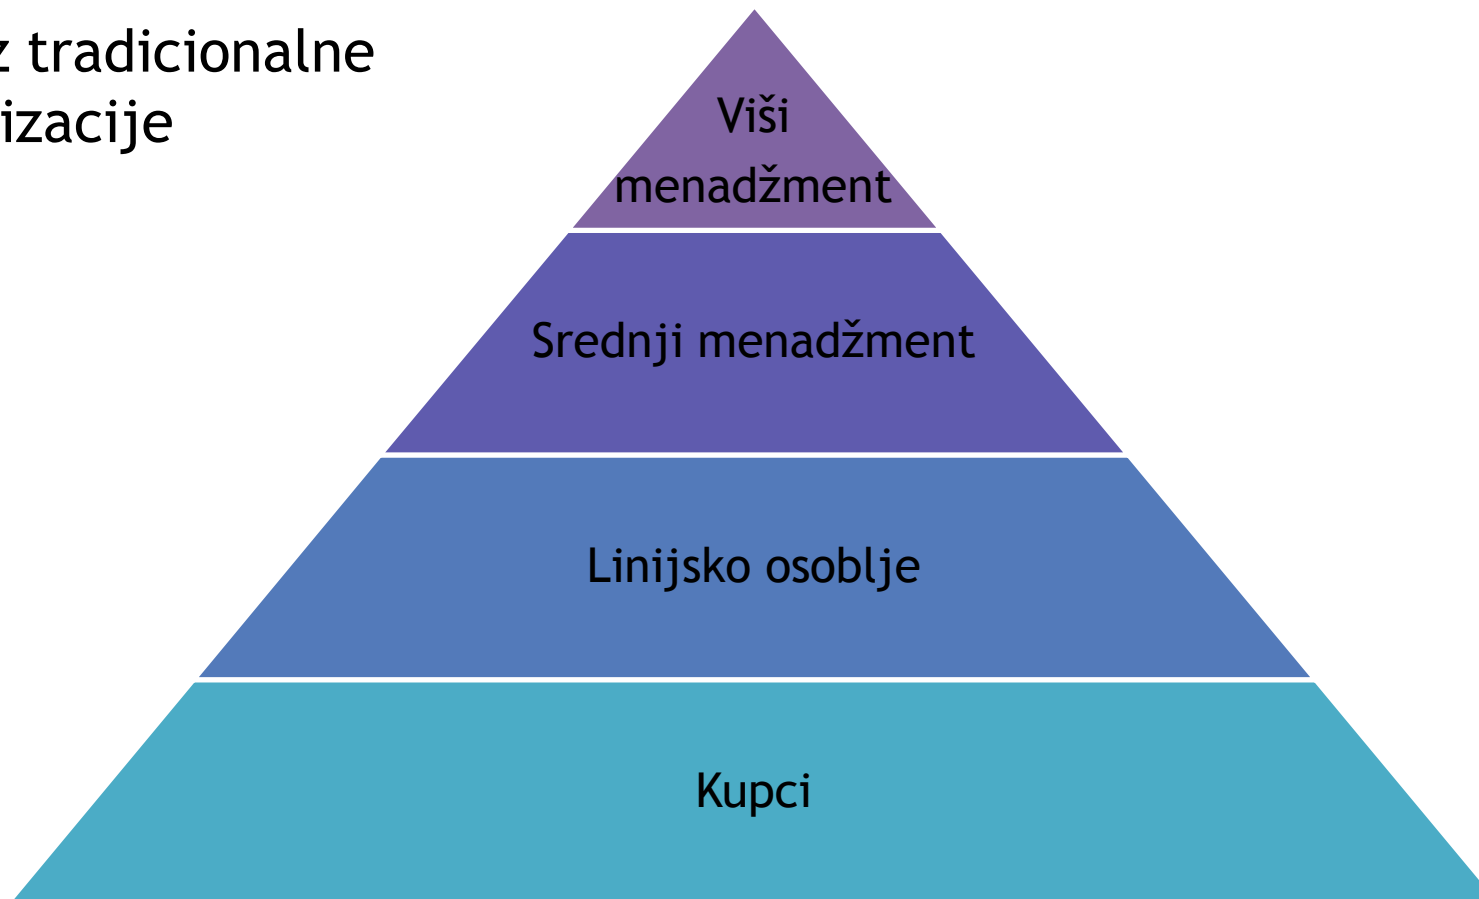 z tradicionalne
izacije
Viši
menadžment
Srednji menadžment
Linijsko osoblje
Kupci